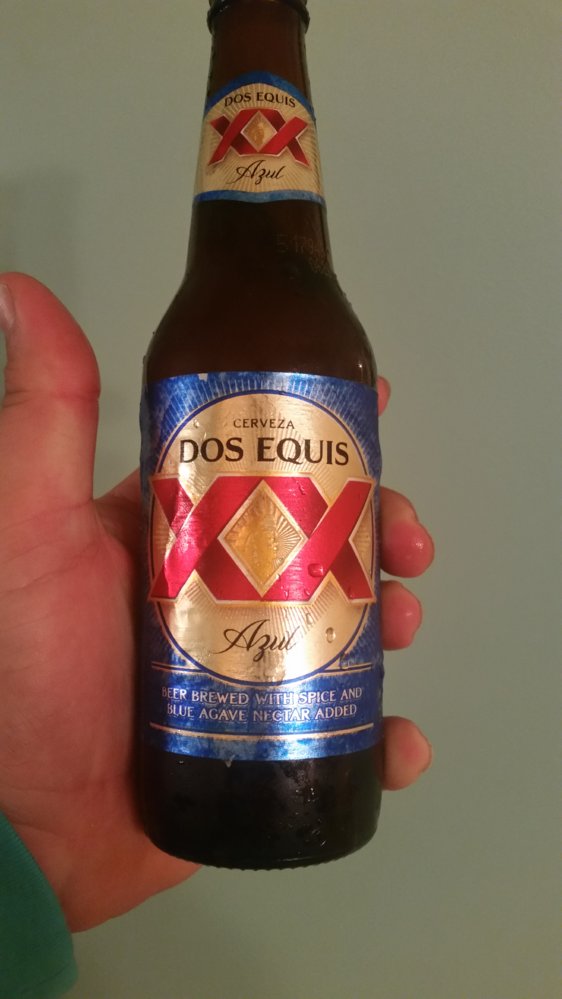 DOS EQUIS
XX
Azul
CERVEZA
DOS EQUIS
XX
Azul
BEER BREWED WITH SPICE AND
BLUE AGAVE NECTAR ADDED